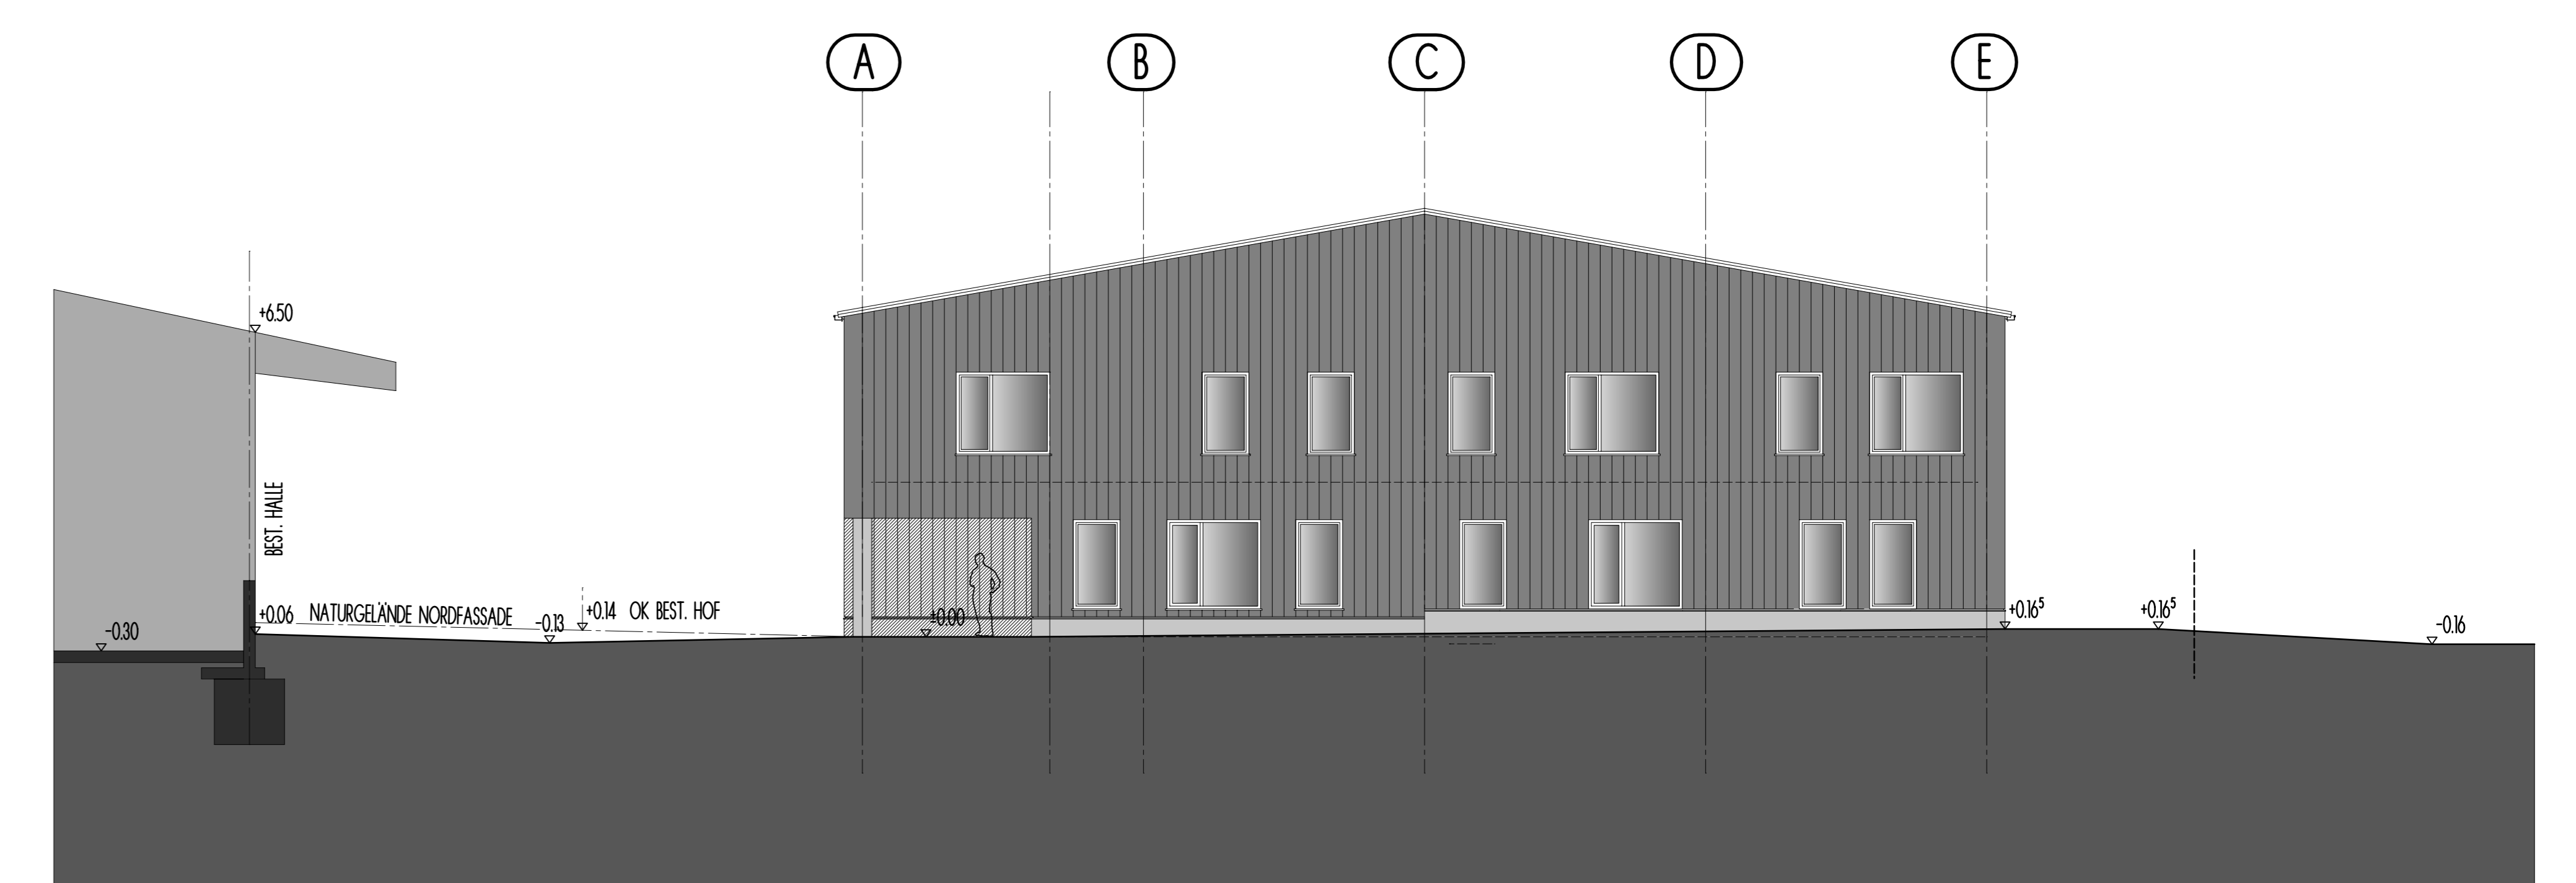 A B C D E
+6.50
BEST. HALLE
+0.06 NATURGELÄNDE NORDFASSADE
-0.13
+0.14 OK BEST. HOF
±0.00
+0.16⁵
+0.16⁵
-0.16
-0.30